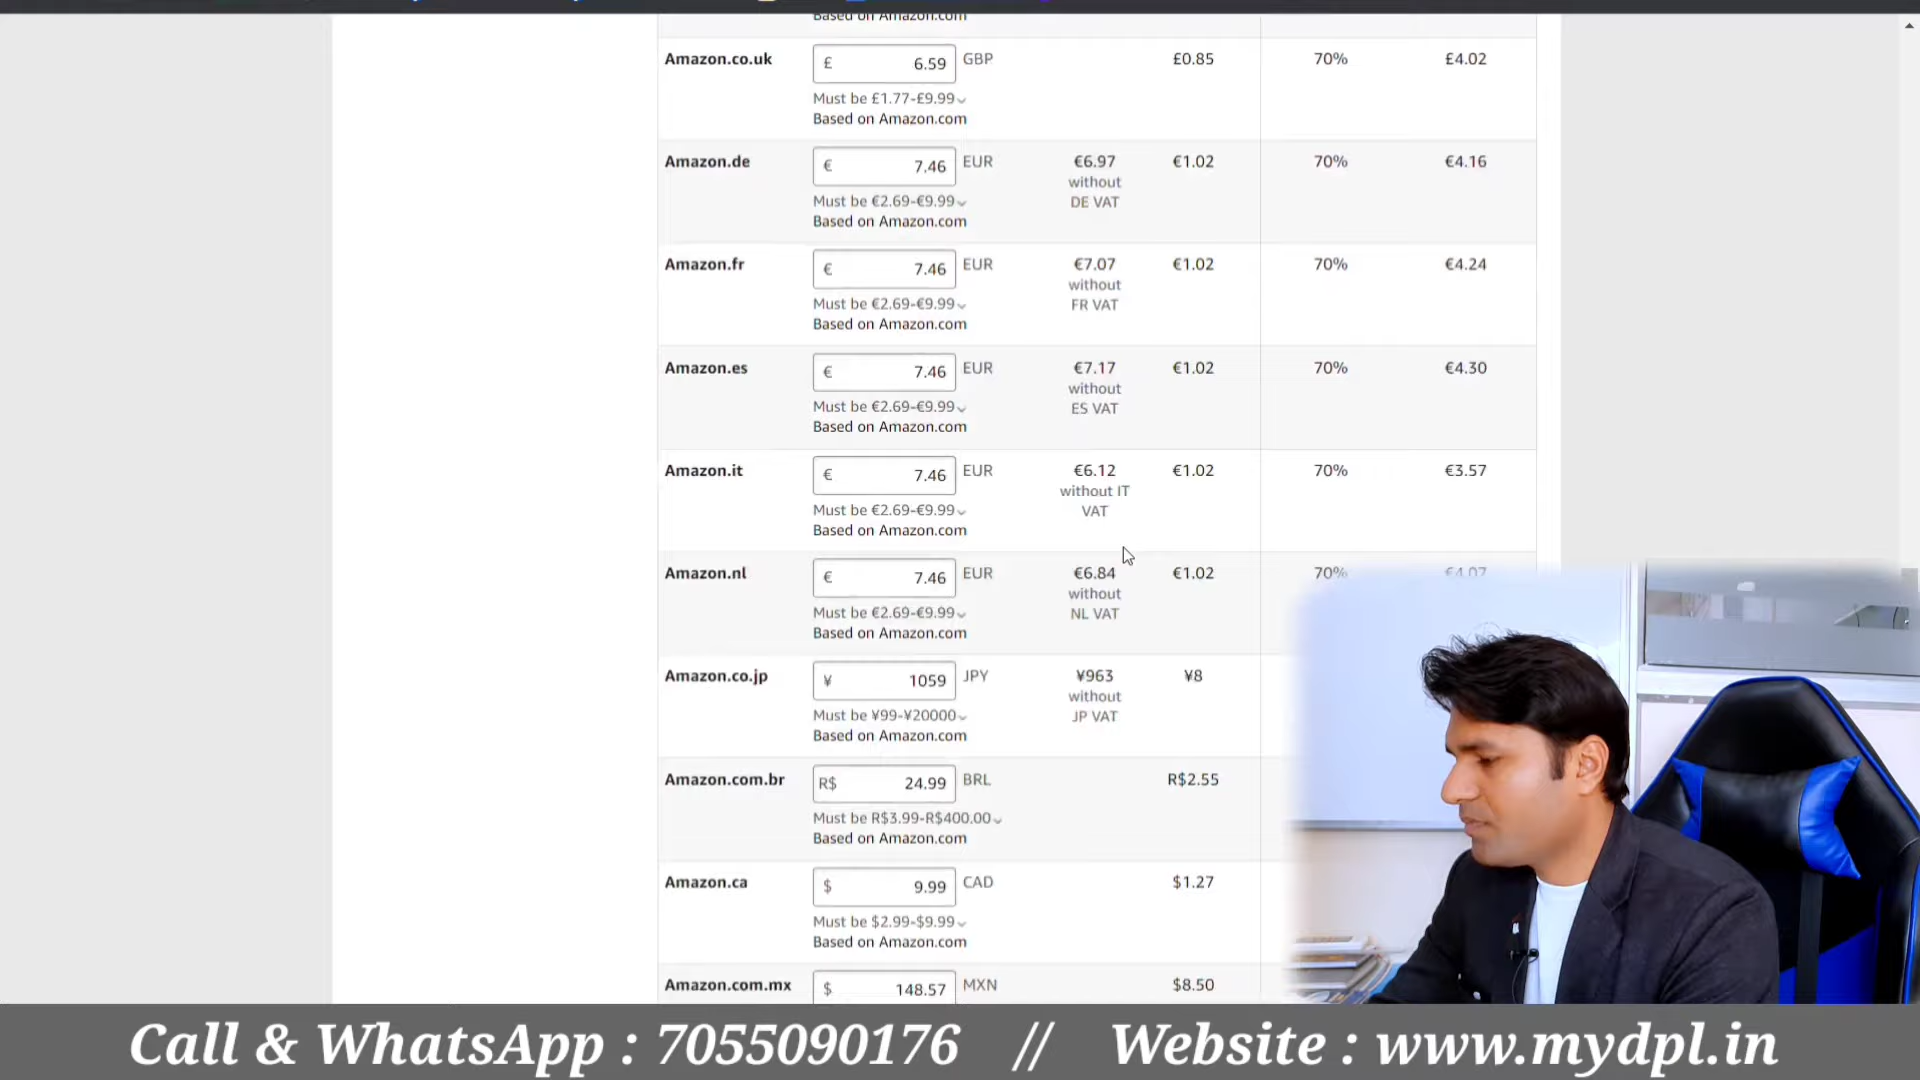 Based on Amazon.com
Amazon.co.uk £ 6.59 GBP £0.85 70% £4.02
Must be £1.77-£9.99
Based on Amazon.com
Amazon.de € 7.46 EUR €6.97 €1.02 70% €4.16
without
Must be €2.69-€9.99 DE VAT
Based on Amazon.com
Amazon.fr € 7.46 EUR €7.07 €1.02 70% €4.24
without
Must be €2.69-€9.99 FR VAT
Based on Amazon.com
Amazon.es € 7.46 EUR €7.17 €1.02 70% €4.30
without
Must be €2.69-€9.99 ES VAT
Based on Amazon.com
Amazon.it € 7.46 EUR €6.12 €1.02 70% €3.57
without IT
Must be €2.69-€9.99 VAT
Based on Amazon.com
Amazon.nl € 7.46 EUR €6.84 €1.02 70% €4.07
without
Must be €2.69-€9.99 NL VAT
Based on Amazon.com
Amazon.co.jp ¥ 1059 JPY ¥963 ¥8
without
Must be ¥99-¥20000 JP VAT
Based on Amazon.com
Amazon.com.br R$ 24.99 BRL R$2.55
Must be R$3.99-R$400.00
Based on Amazon.com
Amazon.ca $ 9.99 CAD $1.27
Must be $2.99-$9.99
Based on Amazon.com
Amazon.com.mx $ 148.57 MXN $8.50
Call & WhatsApp : 7055090176 // Website : www.mydpl.in